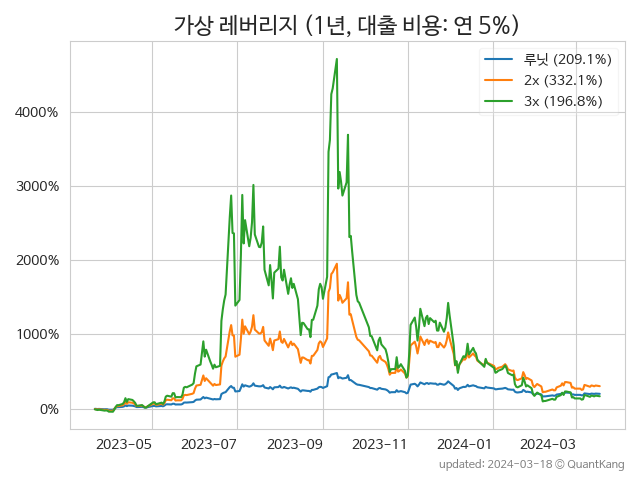 가상 레버리지 (1년, 대출 비용: 연 5%)
루닛 (209.1%)
2x (332.1%)
3x (196.8%)
4000%
3000%
2000%
1000%
0%
2023-05 2023-07 2023-09 2023-11 2024-01 2024-03
updated: 2024-03-18 © QuantKang